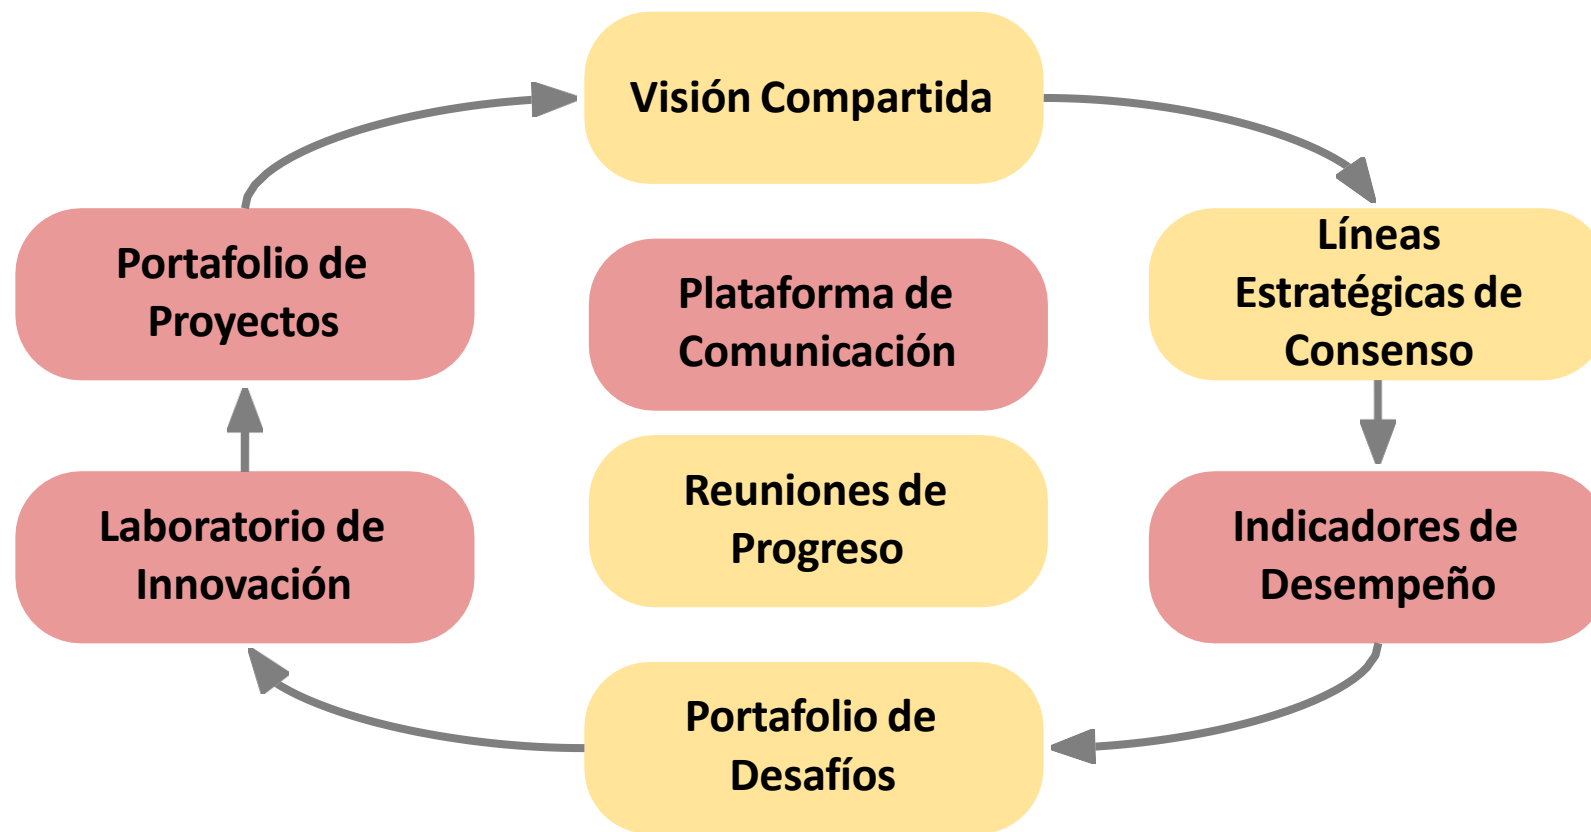 Visión Compartida
Líneas
Estratégicas de
Consenso
Portafolio de
Proyectos
Plataforma de
Comunicación
Reuniones de
Progreso
Laboratorio de
Innovación
Indicadores de
Desempeño
Portafolio de
Desafíos